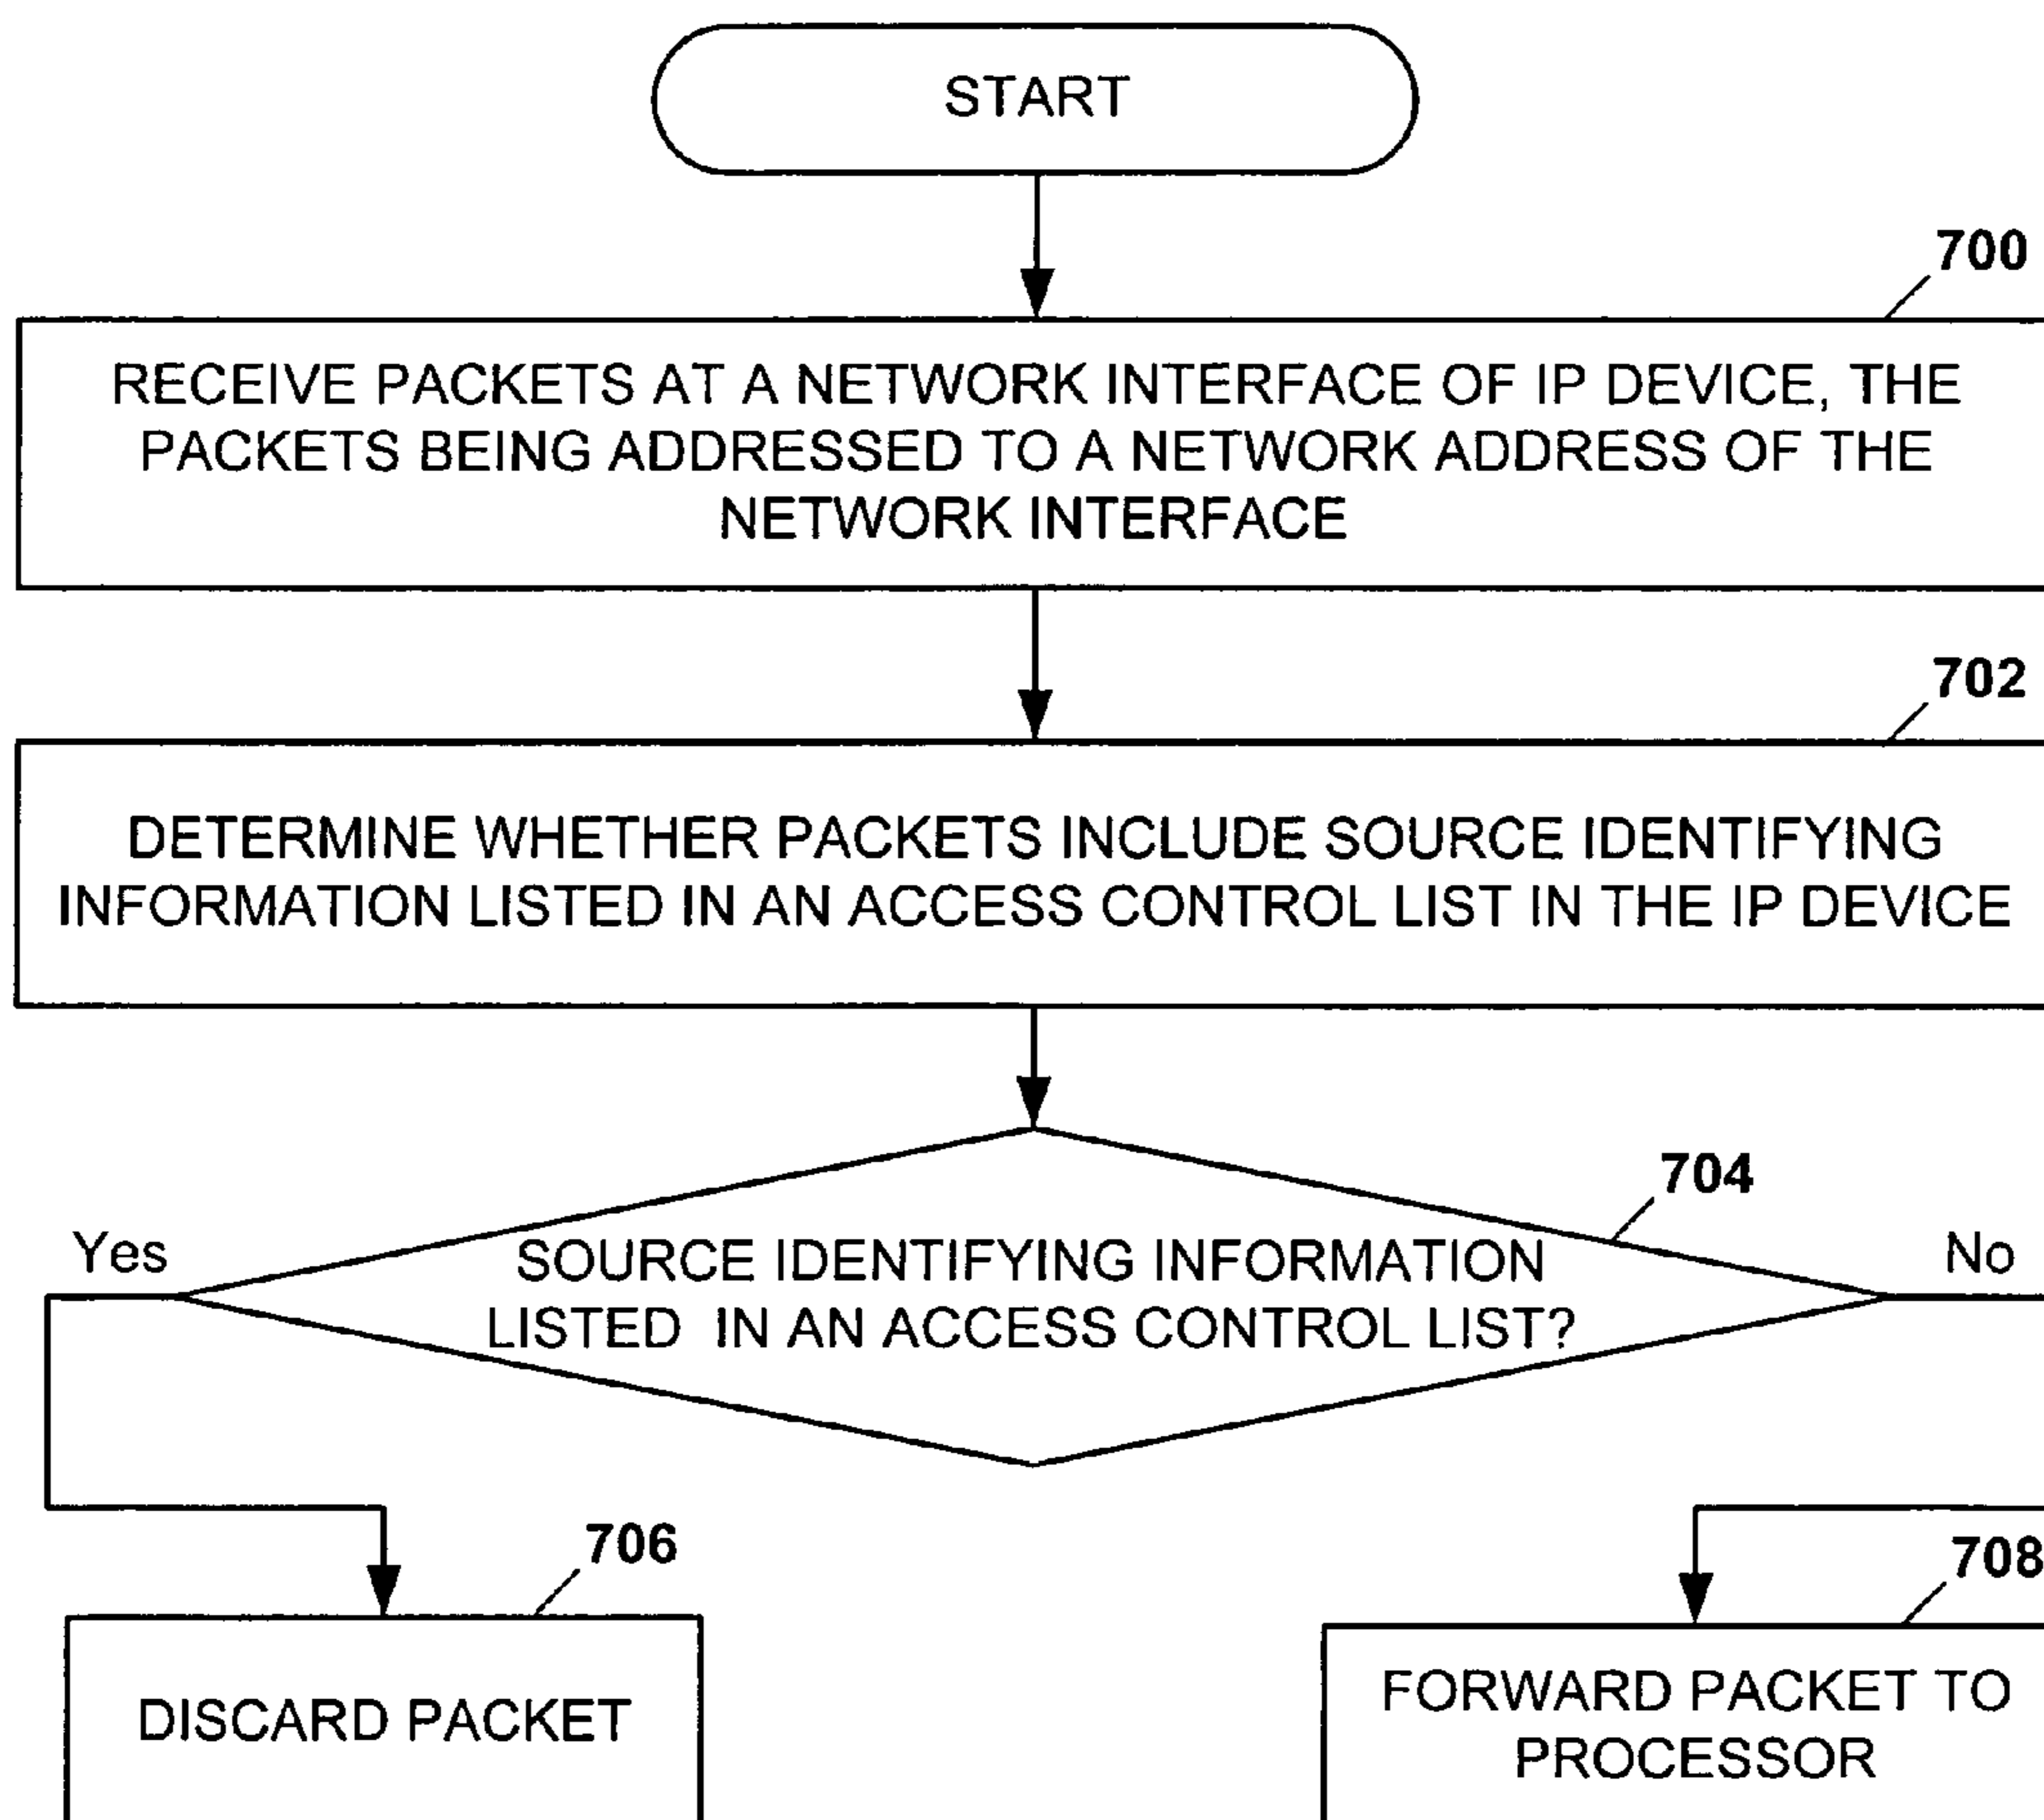 START
700
RECEIVE PACKETS AT A NETWORK INTERFACE OF IP DEVICE, THE
PACKETS BEING ADDRESSED TO A NETWORK ADDRESS OF THE
NETWORK INTERFACE
702
DETERMINE WHETHER PACKETS INCLUDE SOURCE IDENTIFYING
INFORMATION LISTED IN AN ACCESS CONTROL LIST IN THE IP DEVICE
704
Yes
No
SOURCE IDENTIFYING INFORMATION
LISTED IN AN ACCESS CONTROL LIST?
706
708
DISCARD PACKET
FORWARD PACKET TO
PROCESSOR